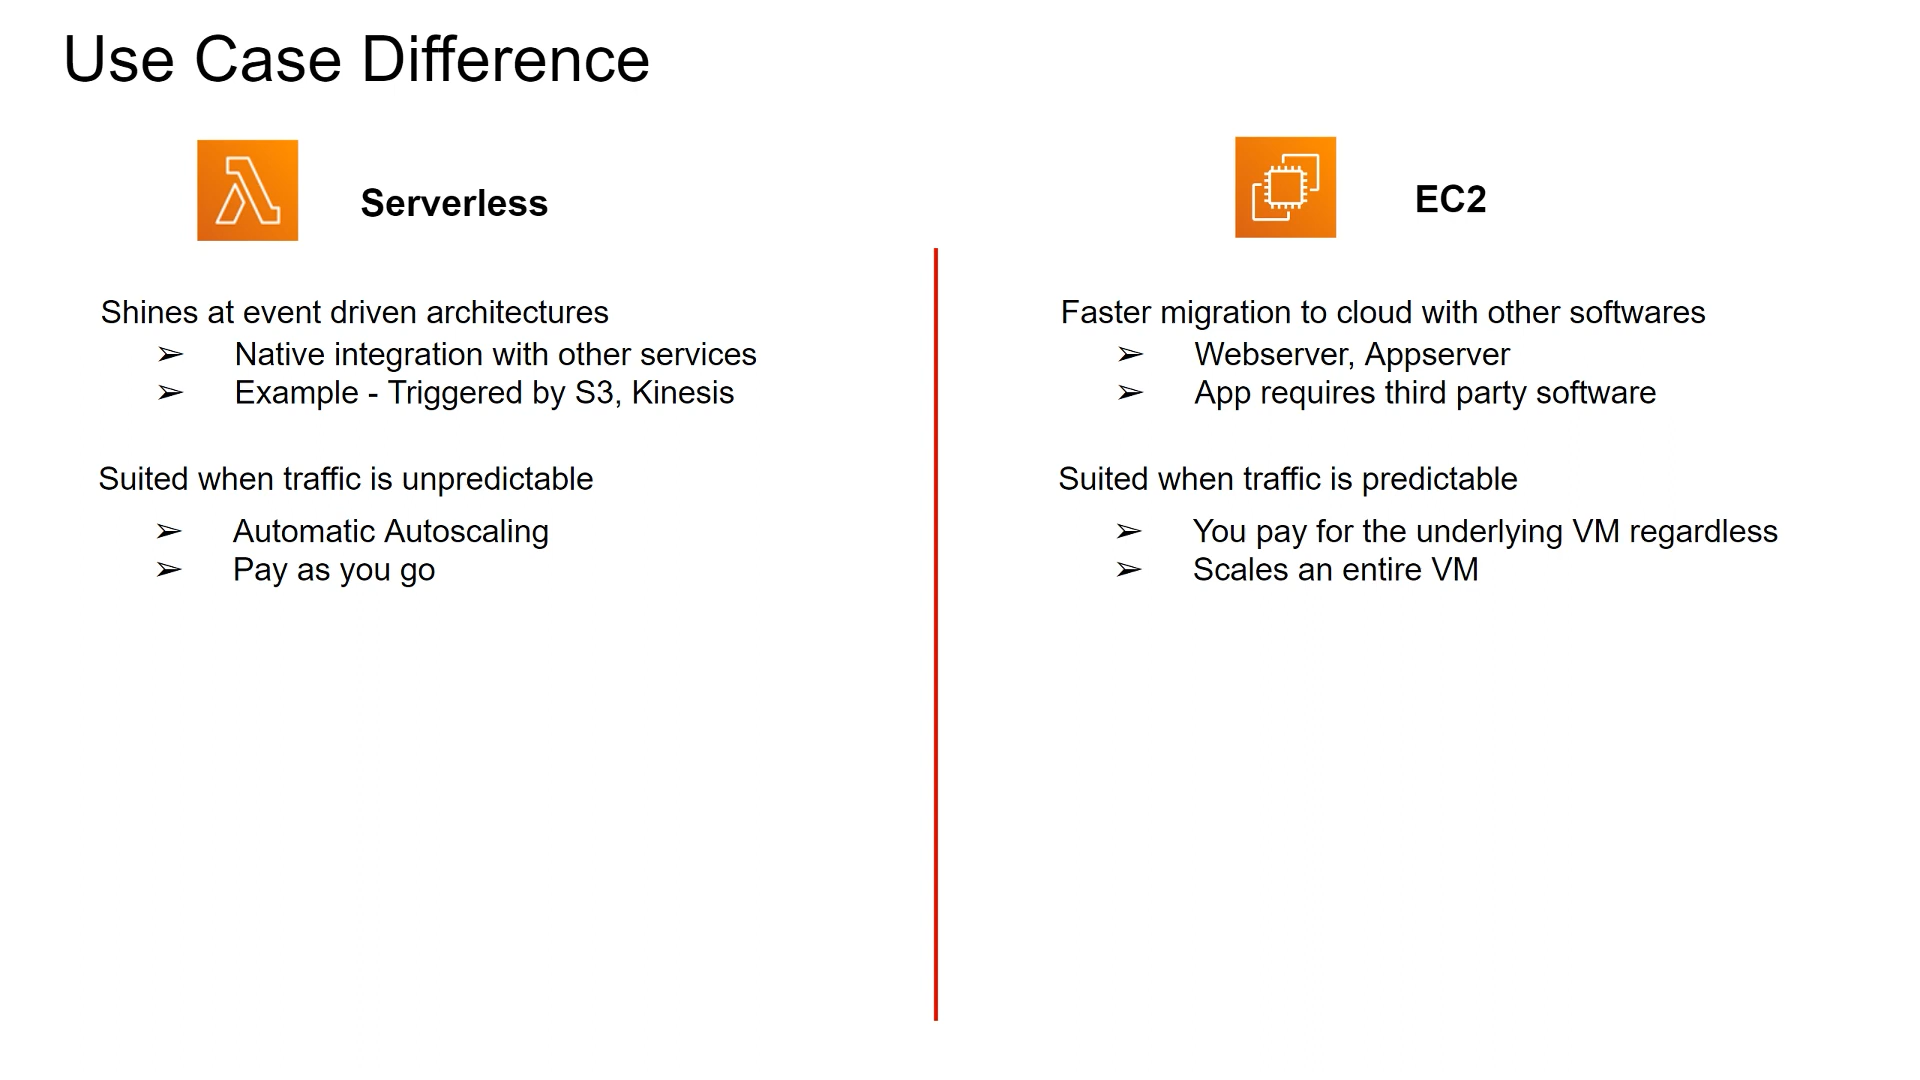 Use Case Difference
Serverless
Shines at event driven architectures
➢ Native integration with other services
➢ Example - Triggered by S3, Kinesis
Suited when traffic is unpredictable
➢ Automatic Autoscaling
➢ Pay as you go
EC2
Faster migration to cloud with other softwares
➢ Webserver, Appserver
➢ App requires third party software
Suited when traffic is predictable
➢ You pay for the underlying VM regardless
➢ Scales an entire VM